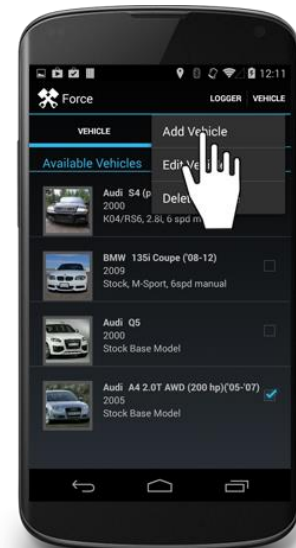 12:11
Force
LOGGER VEHICLE
VEHICLE
Add Vehicle
Available Vehicles
Edit
Audi S4
2000
K04/RS6, 2.8l, 6 spd
BMW 135i Coupe ('08-12)
2009
Stock, M-Sport, 6spd manual
Audi Q5
2000
Stock Base Model
Audi A4 2.0T AWD (200 hp)('05-'07)
2005
Stock Base Model